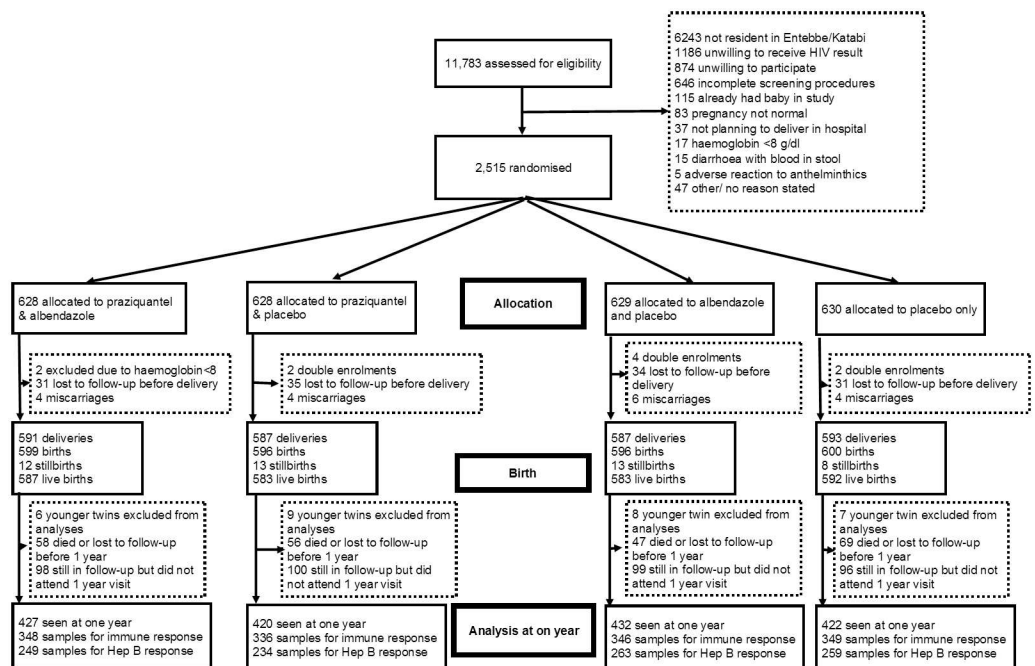 11,783 assessed for eligibility
6243 not resident in Entebbe/Katabi
1186 unwilling to receive HIV result
874 unwilling to participate
646 incomplete screening procedures
115 already had baby in study
83 pregnancy not normal
37 not planning to deliver in hospital
17 haemoglobin <8 g/dl
15 diarrhoea with blood in stool
5 adverse reaction to anthelminthics
47 other/ no reason stated
2,515 randomised
628 allocated to praziquantel
& albendazole
628 allocated to praziquantel
& placebo
Allocation
629 allocated to albendazole
and placebo
630 allocated to placebo only
2 excluded due to haemoglobin<8
31 lost to follow-up before delivery
4 miscarriages
2 double enrolments
35 lost to follow-up before delivery
4 miscarriages
4 double enrolments
34 lost to follow-up before
delivery
6 miscarriages
2 double enrolments
31 lost to follow-up before delivery
4 miscarriages
591 deliveries
599 births
12 stillbirths
587 live births
587 deliveries
596 births
13 stillbirths
583 live births
Birth
587 deliveries
596 births
13 stillbirths
583 live births
593 deliveries
600 births
8 stillbirths
592 live births
6 younger twins excluded from
analyses
58 died or lost to follow-up
before 1 year
98 still in follow-up but did not
attend 1 year visit
9 younger twins excluded from
analyses
56 died or lost to follow-up
before 1 year
100 still in follow-up but did
not attend 1 year visit
8 younger twin excluded from
analyses
47 died or lost to follow-up
before 1 year
99 still in follow-up but did not
attend 1 year visit
7 younger twin excluded from
analyses
69 died or lost to follow-up
before 1 year
96 still in follow-up but did not
attend 1 year visit
427 seen at one year
348 samples for immune response
249 samples for Hep B response
420 seen at one year
336 samples for immune response
234 samples for Hep B response
Analysis at on year
432 seen at one year
346 samples for immune response
263 samples for Hep B response
422 seen at one year
349 samples for immune response
259 samples for Hep B response